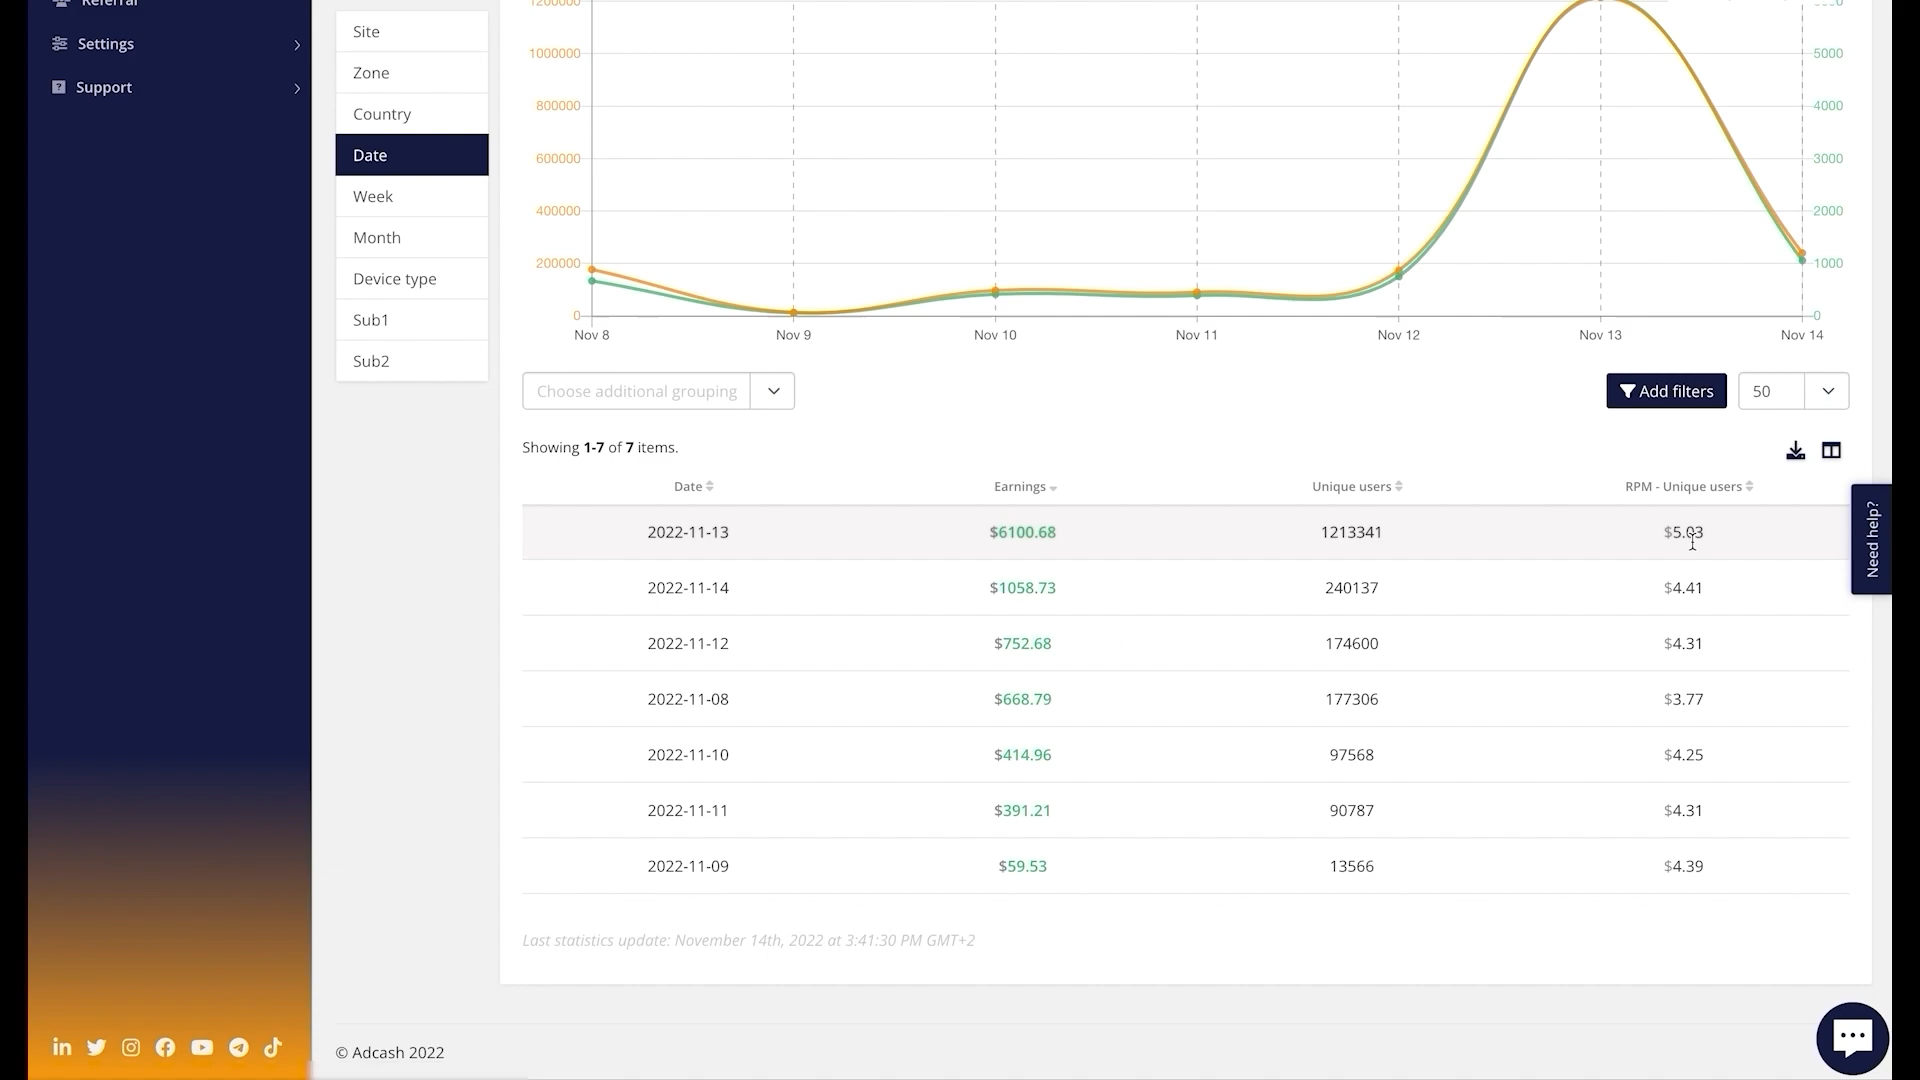 Referral
Settings
Support
Site
Zone
Country
Date
Week
Month
Device type
Sub1
Sub2
1200000
1000000
5000
800000
4000
600000
3000
400000
2000
200000
1000
0
0
Nov 8 Nov 9 Nov 10 Nov 11 Nov 12 Nov 13 Nov 14
Choose additional grouping
Add filters
50
Showing 1-7 of 7 items.
Date Earnings Unique users RPM - Unique users
2022-11-13 $6100.68 1213341 $5.03
2022-11-14 $1058.73 240137 $4.41
2022-11-12 $752.68 174600 $4.31
2022-11-08 $668.79 177306 $3.77
2022-11-10 $414.96 97568 $4.25
2022-11-11 $391.21 90787 $4.31
2022-11-09 $59.53 13566 $4.39
Last statistics update: November 14th, 2022 at 3:41:30 PM GMT+2
Need help?
© Adcash 2022